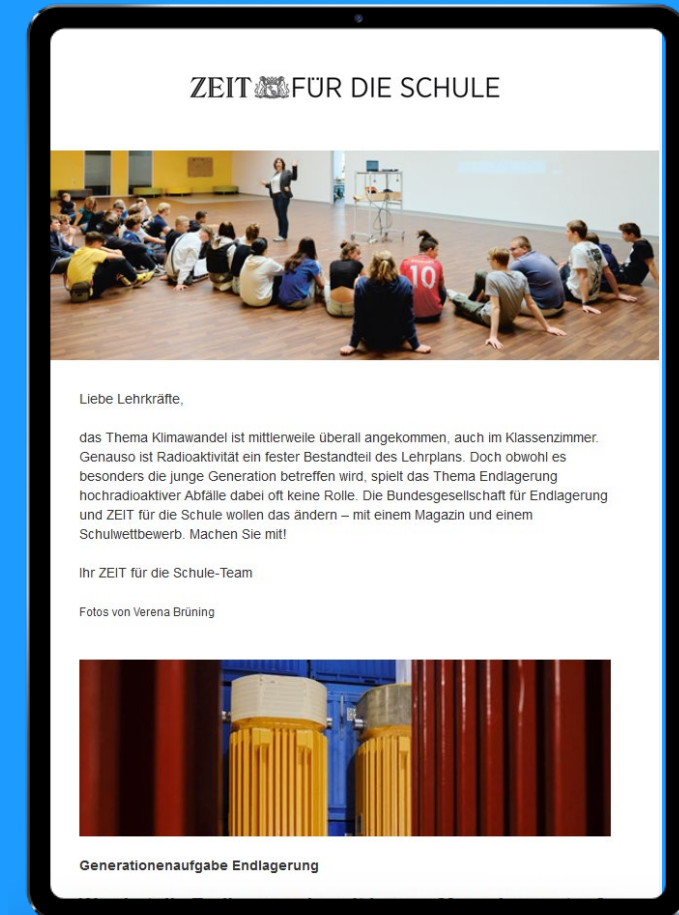 ZEIT FÜR DIE SCHULE
10
Liebe Lehrkräfte,
das Thema Klimawandel ist mittlerweile überall angekommen, auch im Klassenzimmer.
Genauso ist Radioaktivität ein fester Bestandteil des Lehrplans. Doch obwohl es
besonders die junge Generation betreffen wird, spielt das Thema Endlagerung
hochradioaktiver Abfälle dabei oft keine Rolle. Die Bundesgesellschaft für Endlagerung
und ZEIT für die Schule wollen das ändern – mit einem Magazin und einem
Schulwettbewerb. Machen Sie mit!
Ihr ZEIT für die Schule-Team
Fotos von Verena Brüning
Generationenaufgabe Endlagerung